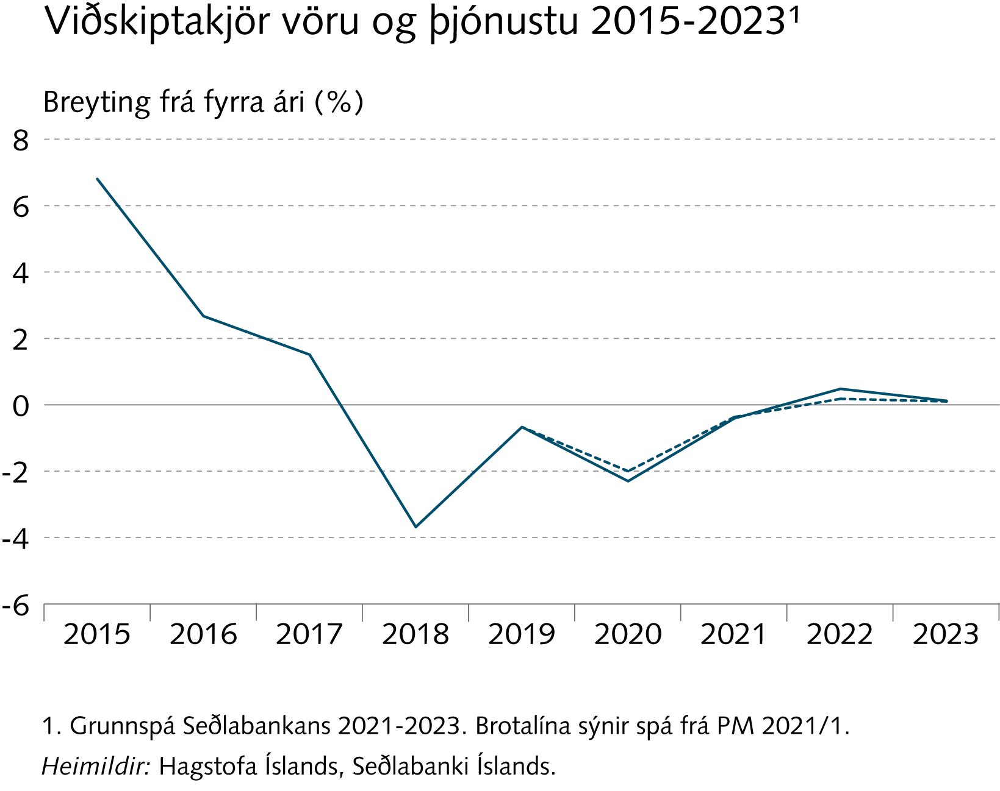 Viðskiptakjör vöru og þjónustu 2015-2023¹
Breyting frá fyrra ári (%)
8
6
4
2
0
-2
-4
-6
2015 2016 2017 2018 2019 2020 2021 2022 2023
1. Grunnspá Seðlabankans 2021-2023. Brotalína sýnir spá frá PM 2021/1.
Heimildir: Hagstofa Íslands, Seðlabanki Íslands.